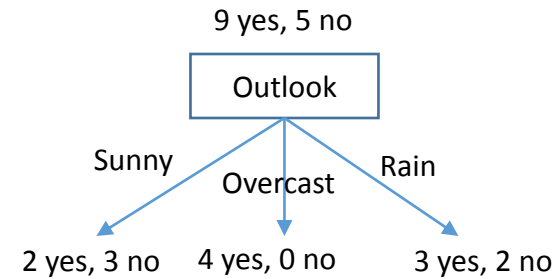 9 yes, 5 no
Outlook
Sunny
Overcast
Rain
2 yes, 3 no
4 yes, 0 no
3 yes, 2 no